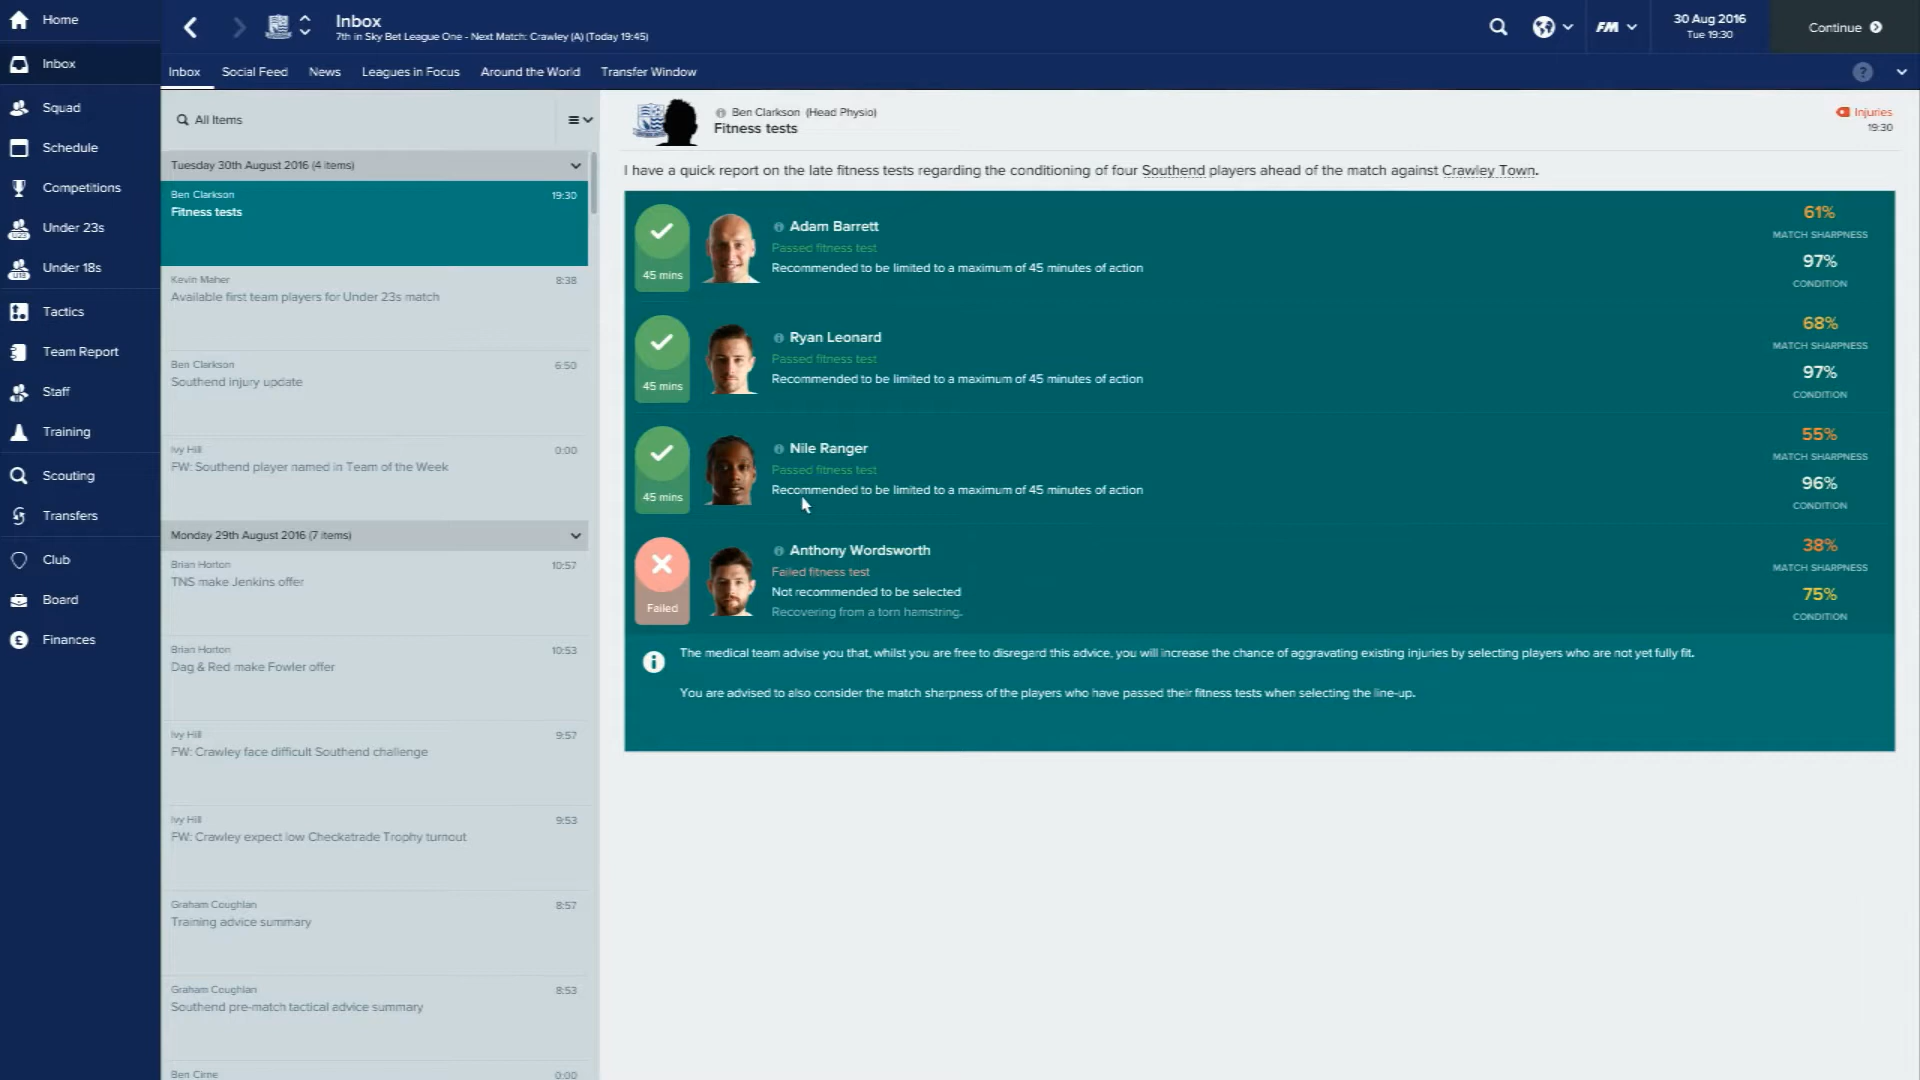 Home
Inbox
Squad
Schedule
Competitions
Under 23s
Under 18s
Tactics
Team Report
Staff
Training
Scouting
Transfers
Club
Board
Finances
Inbox
7th in Sky Bet League One - Next Match: Crawley (A) (Today 19:45)
FM
30 Aug 2016
Tue 19:30
Continue
Inbox Social Feed News Leagues in Focus Around the World Transfer Window
All Items
Tuesday 30th August 2016 (4 items)
Ben Clarkson 19:30
Fitness tests
Kevin Maher 8:38
Available first team players for Under 23s match
Ben Clarkson 6:50
Southend injury update
Ivy Hill 0:00
FW: Southend player named in Team of the Week
Monday 29th August 2016 (7 items)
Brian Horton 10:57
TNS make Jenkins offer
Brian Horton 10:53
Dag & Red make Fowler offer
Ivy Hill 9:57
FW: Crawley face difficult Southend challenge
Ivy Hill 9:53
FW: Crawley expect low Checkatrade Trophy turnout
Graham Coughlan 8:57
Training advice summary
Graham Coughlan 8:53
Southend pre-match tactical advice summary
Ben Cirne 0:00
Ben Clarkson (Head Physio)
Fitness tests
Injuries
19:30
I have a quick report on the late fitness tests regarding the conditioning of four Southend players ahead of the match against Crawley Town.
45 mins
Adam Barrett
Passed fitness test
Recommended to be limited to a maximum of 45 minutes of action
61%
MATCH SHARPNESS
97%
CONDITION
45 mins
Ryan Leonard
Passed fitness test
Recommended to be limited to a maximum of 45 minutes of action
68%
MATCH SHARPNESS
97%
CONDITION
45 mins
Nile Ranger
Passed fitness test
Recommended to be limited to a maximum of 45 minutes of action
55%
MATCH SHARPNESS
96%
CONDITION
Failed
Anthony Wordsworth
Failed fitness test
Not recommended to be selected
Recovering from a torn hamstring.
38%
MATCH SHARPNESS
75%
CONDITION
The medical team advise you that, whilst you are free to disregard this advice, you will increase the chance of aggravating existing injuries by selecting players who are not yet fully fit.
You are advised to also consider the match sharpness of the players who have passed their fitness tests when selecting the line-up.